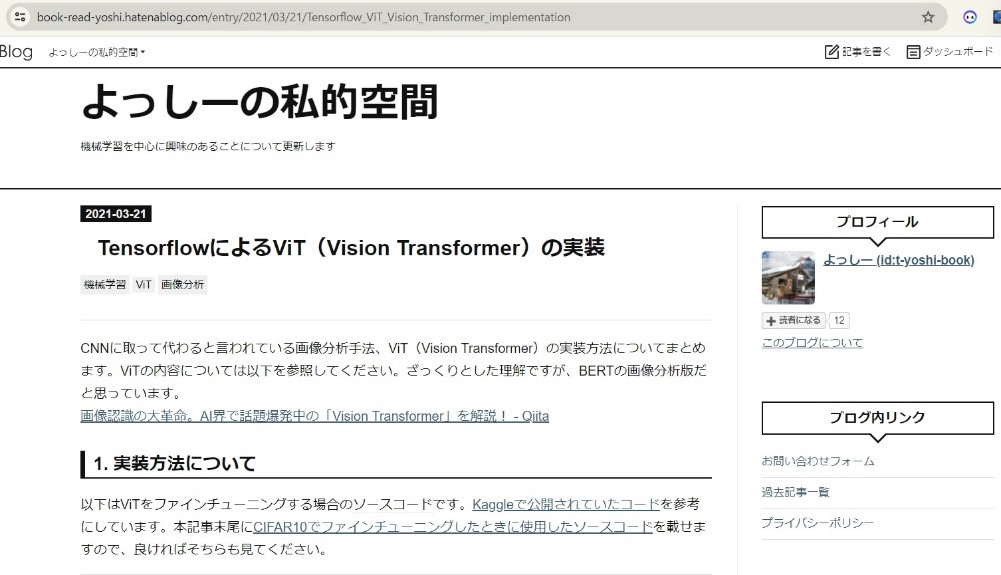 book-read-yoshi.hatenablog.com/entry/2021/03/21/Tensorflow_ViT_Vision_Transformer_implementation
Blog よっしーの私的空間 記事を書く ダッシュボード
よっしーの私的空間
機械学習を中心に興味のあることについて更新します
2021-03-21
TensorflowによるViT（Vision Transformer）の実装
機械学習 ViT 画像分析
CNNに取って代わると言われている画像分析手法、ViT（Vision Transformer）の実装方法についてまとめ
ます。ViTの内容については以下を参照してください。ざっくりとした理解ですが、BERTの画像分析版だ
と思っています。
画像認識の大革命。AI界で話題爆発中の「Vision Transformer」を解説！ - Qiita
1. 実装方法について
以下はViTをファインチューニングする場合のソースコードです。Kaggleで公開されていたコードを参考
にしています。本記事末尾にCIFAR10でファインチューニングしたときに使用したソースコードを載せま
すので、良ければそちらも見てください。
プロフィール
よっしー (id:t-yoshi-book)
読者になる 12
このブログについて
ブログ内リンク
お問い合わせフォーム
過去記事一覧
プライバシーポリシー